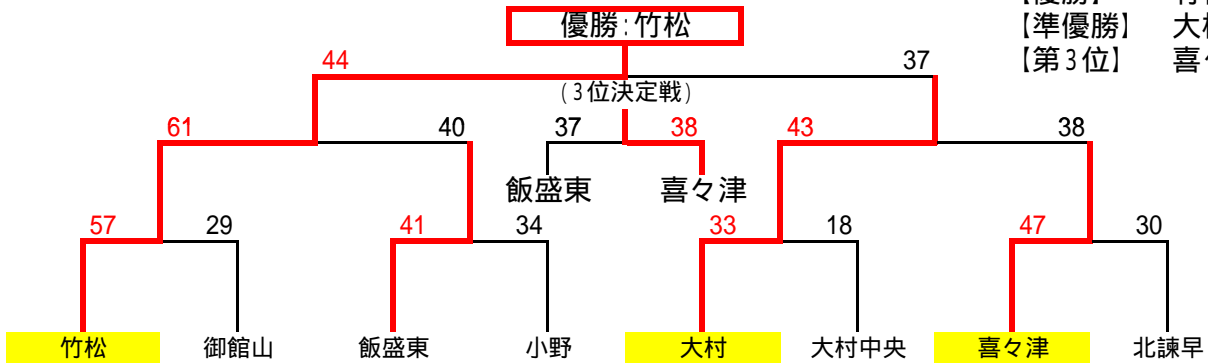 優勝:竹松
【準優勝】
【第3位】
44 37
(3位決定戦)
61 40 37 38 43 38
飯盛東 喜々津
57 29 41 34 33 18 47 30
竹松 御館山 飯盛東 小野 大村 大村中央 喜々津 北諫早